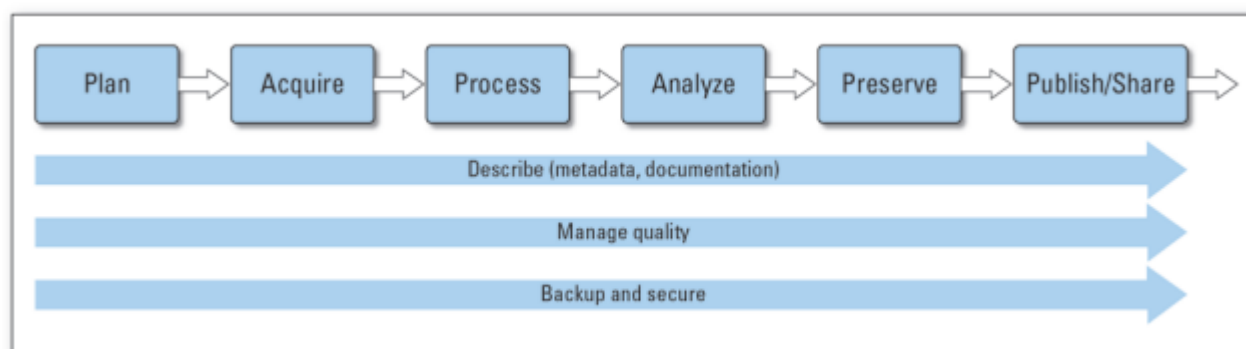 Plan
Acquire
Process
Analyze
Preserve
Publish/Share
Describe (metadata, documentation)
Manage quality
Backup and secure